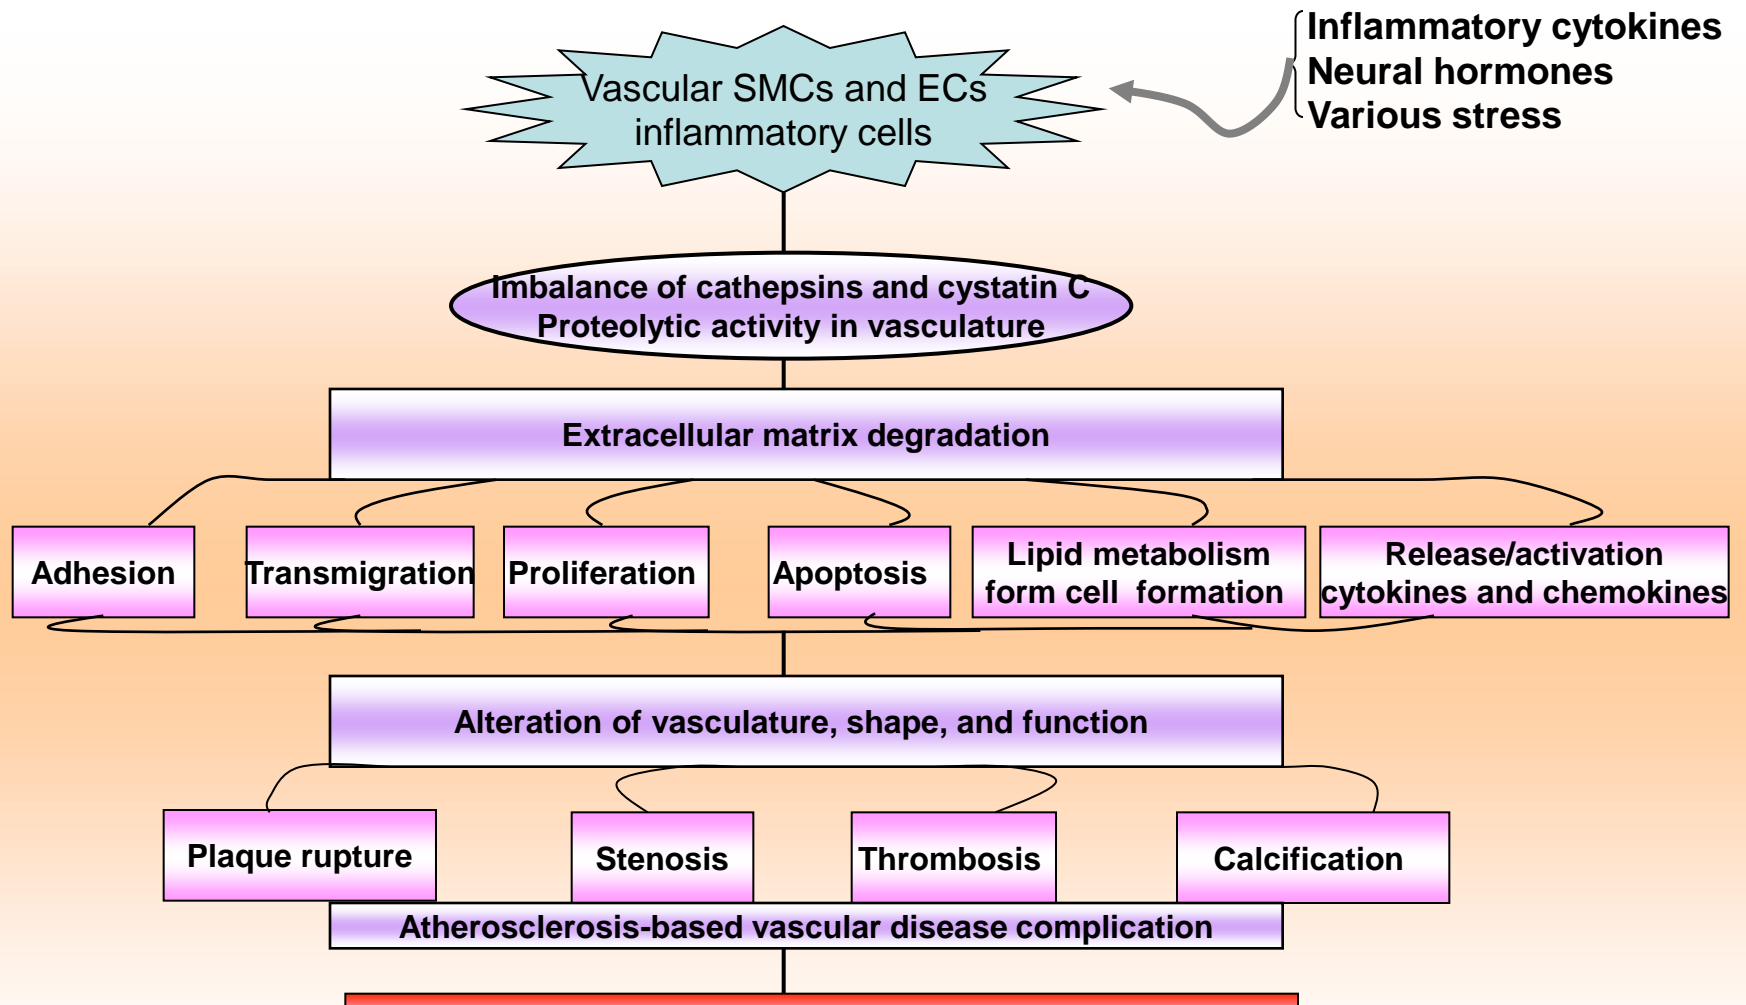 Inflammatory cytokines
Neural hormones
Various stress
Vascular SMCs and ECs
inflammatory cells
Imbalance of cathepsins and cystatin C
Proteolytic activity in vasculature
Extracellular matrix degradation
Adhesion
Transmigration
Proliferation
Apoptosis
Lipid metabolism
form cell formation
Release/activation
cytokines and chemokines
Alteration of vasculature, shape, and function
Plaque rupture
Stenosis
Thrombosis
Calcification
Atherosclerosis-based vascular disease complication